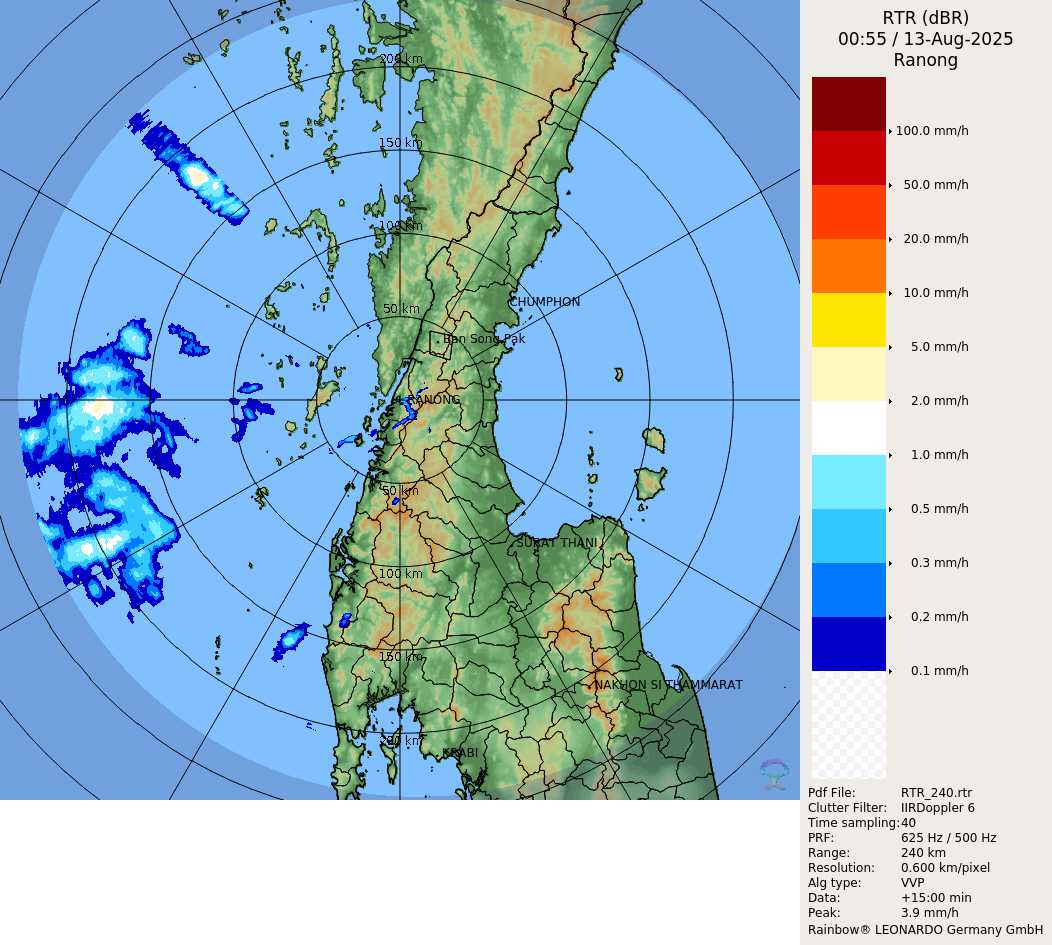 RTR (dBR)
00:55 / 13-Aug-2025
Ranong
100.0 mm/h
50.0 mm/h
20.0 mm/h
10.0 mm/h
5.0 mm/h
2.0 mm/h
1.0 mm/h
0.5 mm/h
0.3 mm/h
0.2 mm/h
0.1 mm/h
200 km
150 km
100 km
50 km
CHUMPHON
Ban Song Pak
RANONG
50 km
SURAT THANI
100 km
150 km
NAKHON SI THAMMARAT
200 km
KRABI
Pdf File: RTR_240.rtr
Clutter Filter: IIRDoppler 6
Time sampling: 40
PRF: 625 Hz / 500 Hz
Range: 240 km
Resolution: 0.600 km/pixel
Alg type: VVP
Data: +15:00 min
Peak: 3.9 mm/h
Rainbow® LEONARDO Germany GmbH